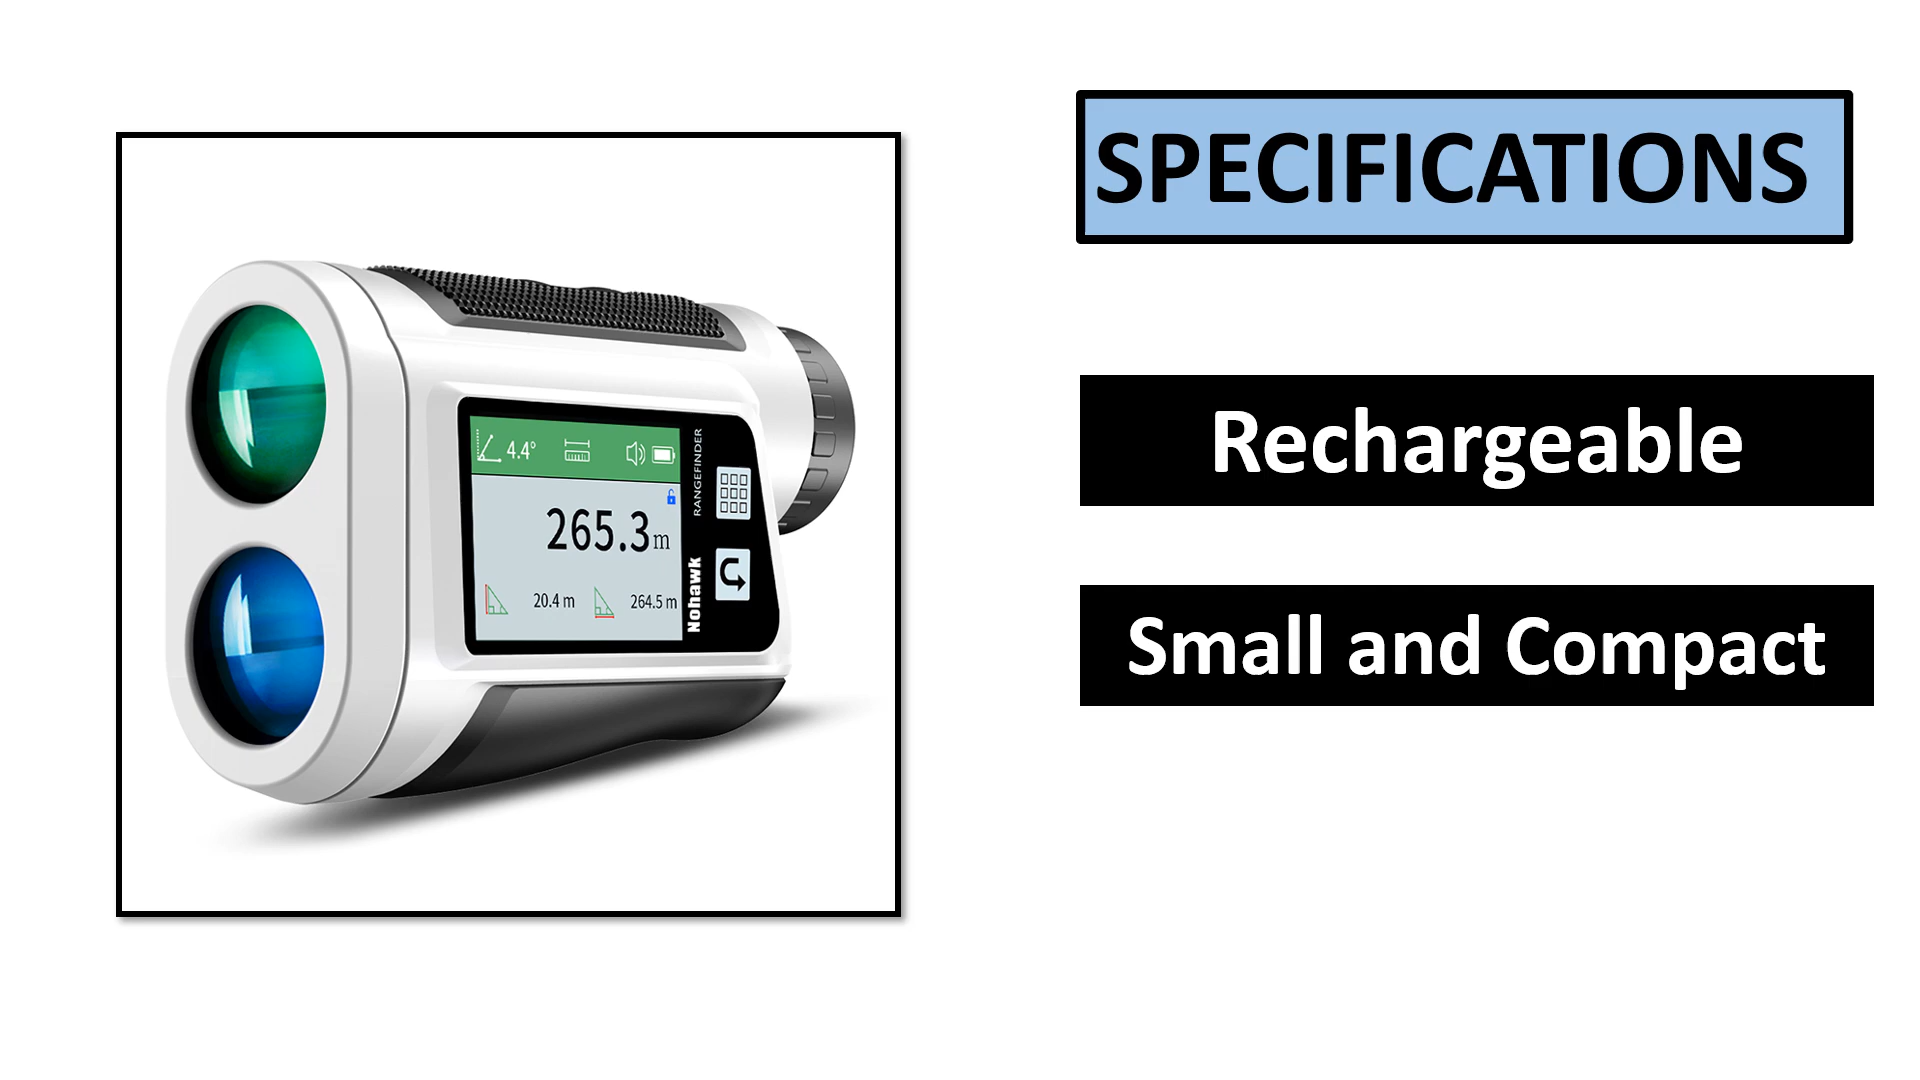 SPECIFICATIONS
4.4°
265.3m
20.4 m
264.5 m
RANGEFINDER
Nohawk
Rechargeable
Small and Compact